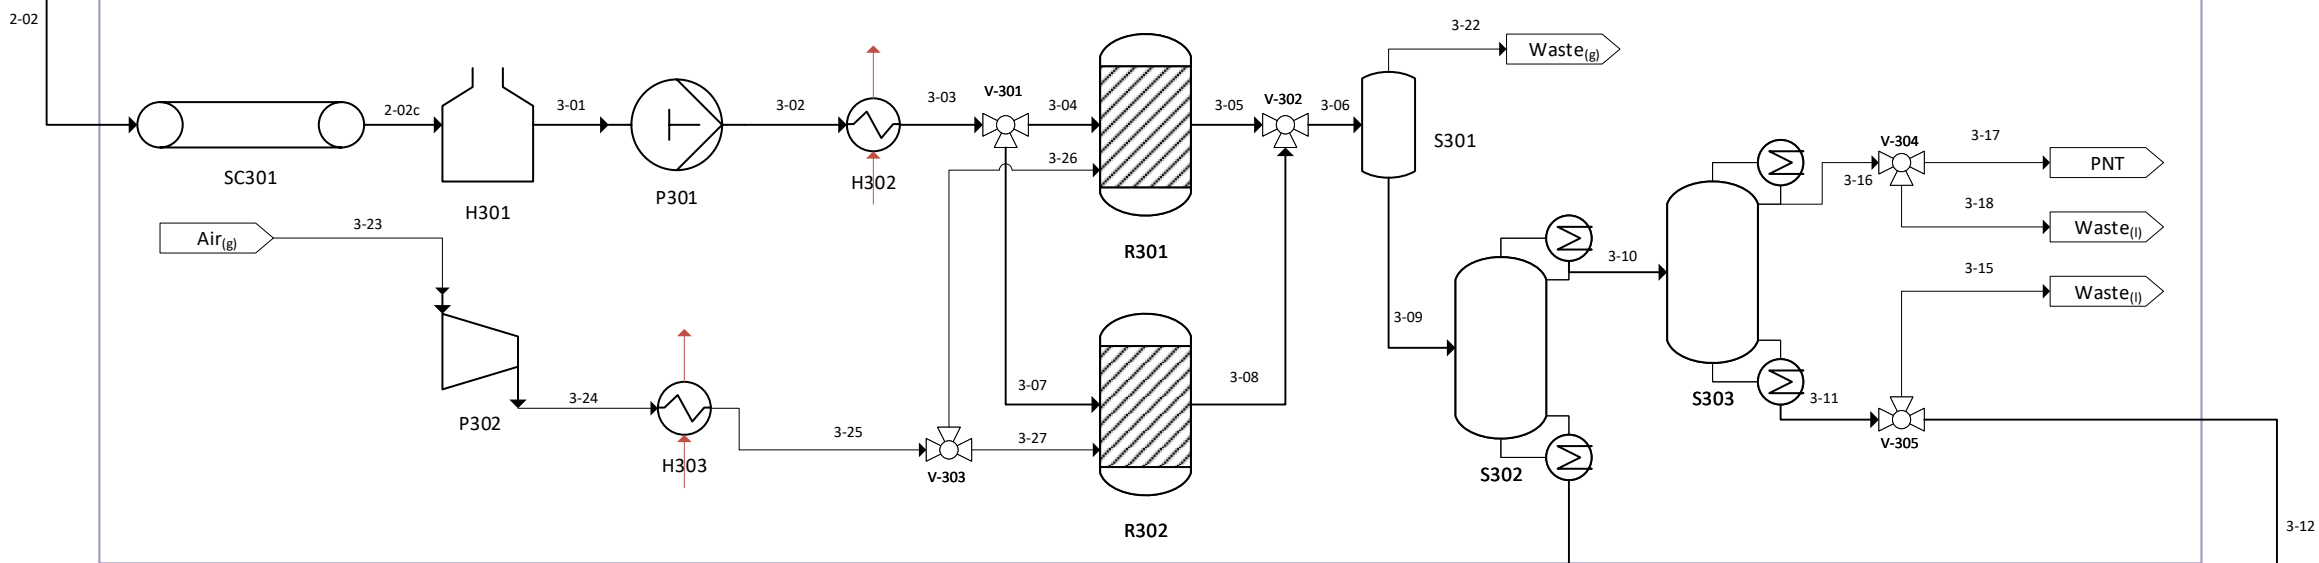 2-02
3-22
Waste(g)
2-02c
3-01
3-02
3-03
V-301
3-04
3-05
V-302
3-06
S301
SC301
H301
P301
H302
3-26
R301
V-304
3-17
PNT
3-16
3-18
Waste(l)
Air(g)
3-23
3-10
3-15
Waste(l)
3-09
P302
3-24
H303
3-25
V-303
3-07
3-27
3-08
R302
S302
S303
3-11
V-305
3-12